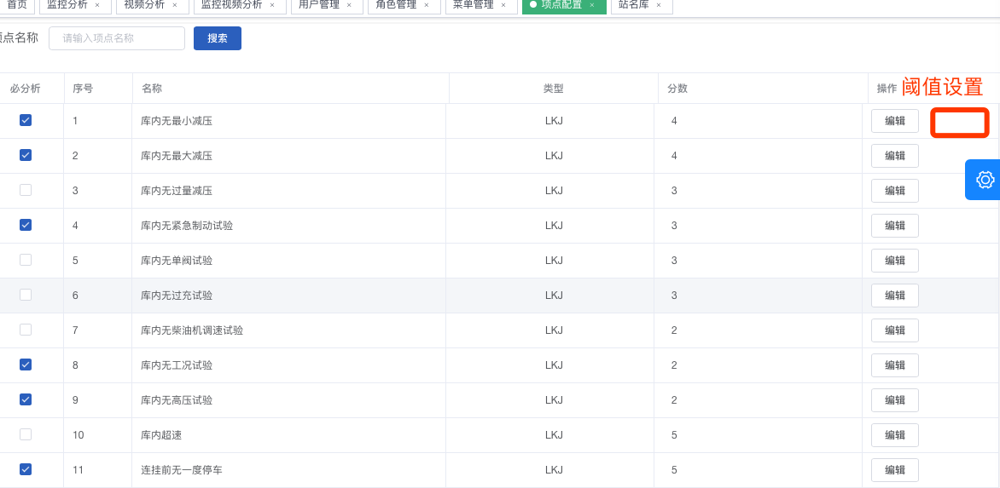 首页 监控分析 × 视频分析 × 监控视频分析 × 用户管理 × 角色管理 × 菜单管理 × 项点配置 × 站名库 ×
点名称 请输入项点名称 搜索
必分析 序号 名称 类型 分数 操作 阈值设置
1 库内无最小减压 LKJ 4 编辑
2 库内无最大减压 LKJ 4 编辑
3 库内无过量减压 LKJ 3 编辑
4 库内无紧急制动试验 LKJ 3 编辑
5 库内无单阀试验 LKJ 3 编辑
6 库内无过充试验 LKJ 3 编辑
7 库内无柴油机调速试验 LKJ 2 编辑
8 库内无工况试验 LKJ 2 编辑
9 库内无高压试验 LKJ 2 编辑
10 库内超速 LKJ 5 编辑
11 连挂前无一度停车 LKJ 5 编辑